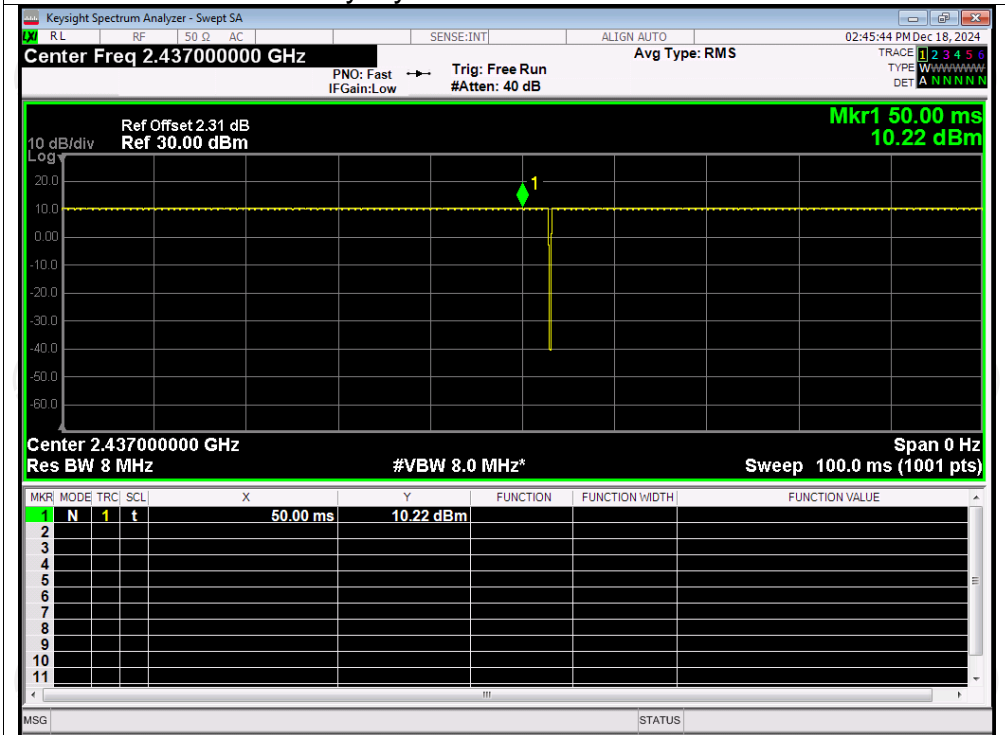 Keysight Spectrum Analyzer - Swept SA
LXI RL RF 50 Ω AC SENSE:INT ALIGN AUTO 02:45:44 PM Dec 18, 2024
Center Freq 2.437000000 GHz Avg Type: RMS TRACE 1 2 3 4 5 6
PNO: Fast Trig: Free Run TYPE WWWWWW
IFGain:Low #Atten: 40 dB DET A N N N N N
Mkr1 50.00 ms
Ref Offset 2.31 dB
10 dB/div Ref 30.00 dBm 10.22 dBm
Log
20.0
1
10.0
0.00
-10.0
-20.0
-30.0
-40.0
-50.0
-60.0
Center 2.437000000 GHz Span 0 Hz
Res BW 8 MHz #VBW 8.0 MHz* Sweep 100.0 ms (1001 pts)
MKR MODE TRC SCL X Y FUNCTION FUNCTION WIDTH FUNCTION VALUE
1 N 1 t 50.00 ms 10.22 dBm
2
3
4
5
6
7
8
9
10
11
MSG STATUS